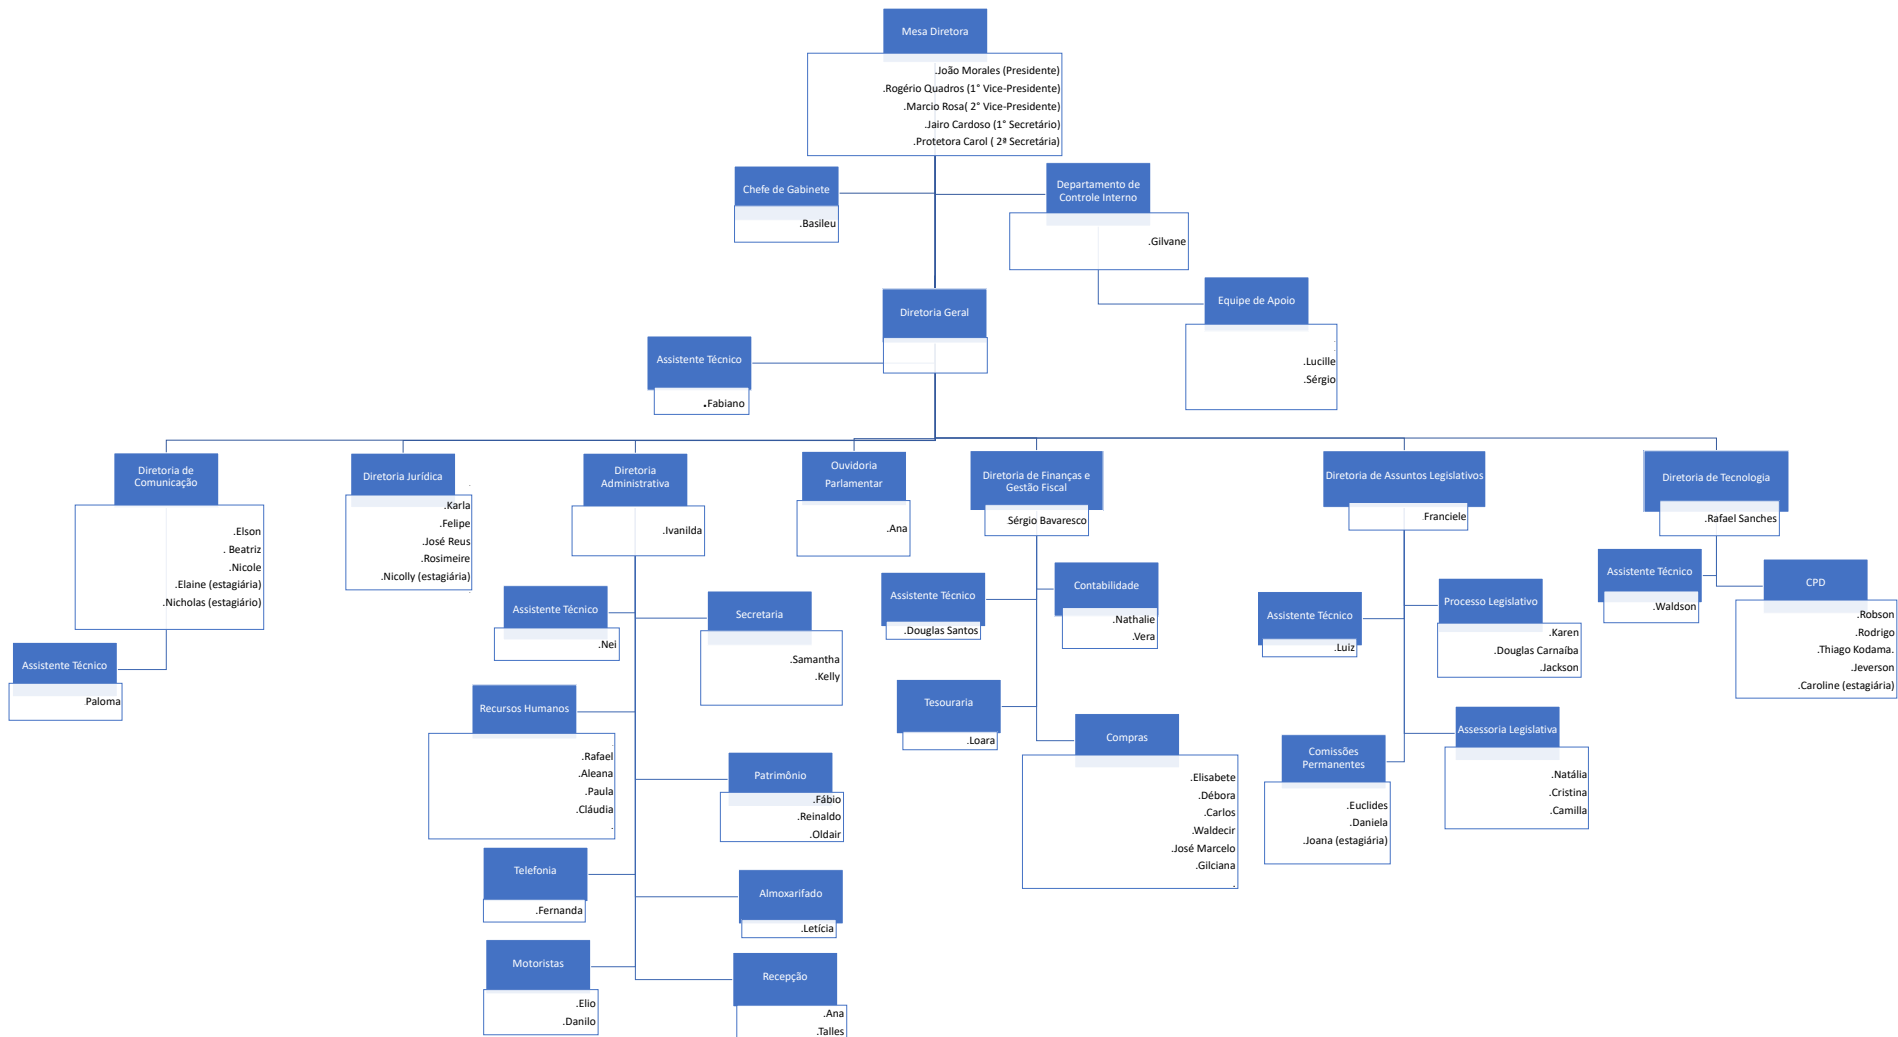 Mesa Diretora
.João Morales (Presidente)
.Rogério Quadros (1° Vice-Presidente)
.Marcio Rosa( 2° Vice-Presidente)
.Jairo Cardoso (1° Secretário)
.Protetora Carol ( 2ª Secretária)
Chefe de Gabinete
.Basileu
Departamento de
Controle Interno
.Gilvane
Equipe de Apoio
.Lucille
.Sérgio
Diretoria Geral
Assistente Técnico
.Fabiano
Diretoria de
Comunicação
.Elson
. Beatriz
.Nicole
.Elaine (estagiária)
.Nicholas (estagiário)
Assistente Técnico
Paloma
Diretoria Jurídica
.Karla
.Felipe
.José Reus
.Rosimeire
.Nicolly (estagiária)
Diretoria
Administrativa
.Ivanilda
Assistente Técnico
.Nei
Secretaria
.Samantha
.Kelly
Recursos Humanos
.Rafael
.Aleana
.Paula
.Cláudia
.
Patrimônio
.Fábio
.Reinaldo
.Oldair
Telefonia
.Fernanda
Almoxarifado
.Letícia
Motoristas
.Elio
.Danilo
Recepção
.Ana
.Talles
Ouvidoria
Parlamentar
.Ana
Diretoria de Finanças e
Gestão Fiscal
Sérgio Bavaresco
Assistente Técnico
.Douglas Santos
Contabilidade
.Nathalie
.Vera
Tesouraria
.Loara
Compras
.Elisabete
.Débora
.Carlos
.Waldecir
.José Marcelo
.Gilciana
.
Diretoria de Assuntos Legislativos
.Franciele
Assistente Técnico
.Luiz
Processo Legislativo
.Karen
.Douglas Carnaíba
.Jackson
Comissões
Permanentes
.Euclides
.Daniela
.Joana (estagiária)
Assessoria Legislativa
.Natália
.Cristina
.Camilla
Diretoria de Tecnologia
.Rafael Sanches
Assistente Técnico
.Waldson
CPD
.Robson
.Rodrigo
.Thiago Kodama.
.Jeverson
.Caroline (estagiária)